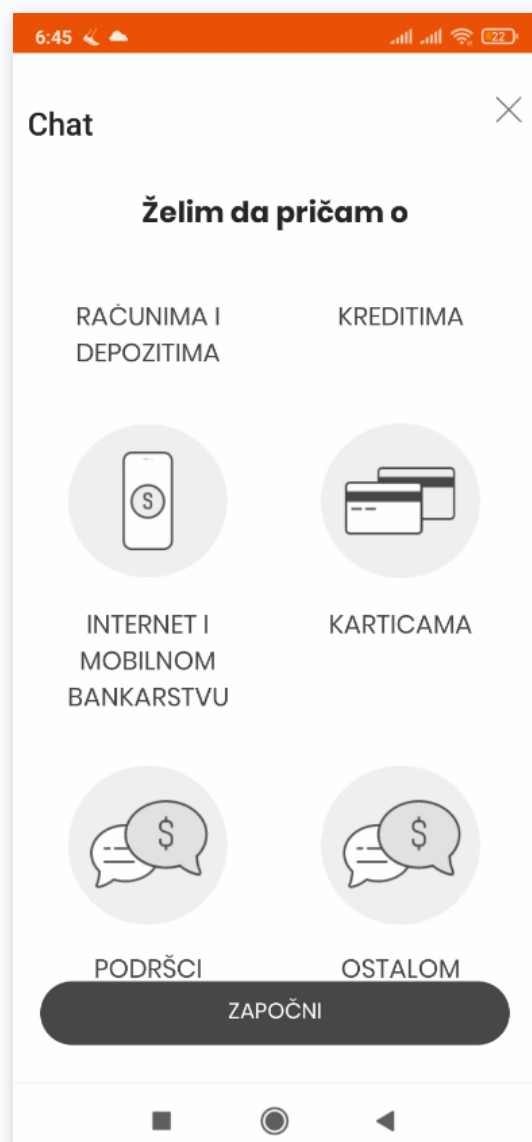 6:45
22
Chat
Želim da pričam o
RAČUNIMA I
DEPOZITIMA
KREDITIMA
S
INTERNET I
MOBILNOM
BANKARSTVU
KARTICAMA
$
$
PODRŠCI
OSTALOM
ZAPOČNI